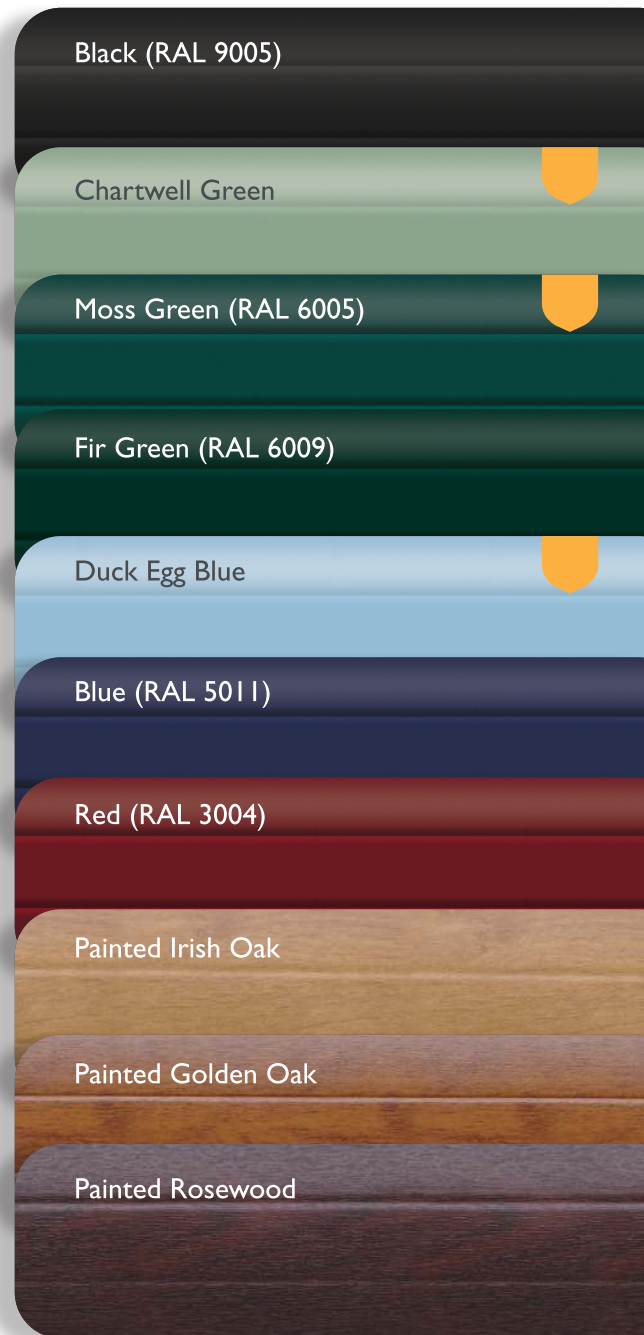 Black (RAL 9005)
Chartwell Green
Moss Green (RAL 6005)
Fir Green (RAL 6009)
Duck Egg Blue
Blue (RAL 5011)
Red (RAL 3004)
Painted Irish Oak
Painted Golden Oak
Painted Rosewood